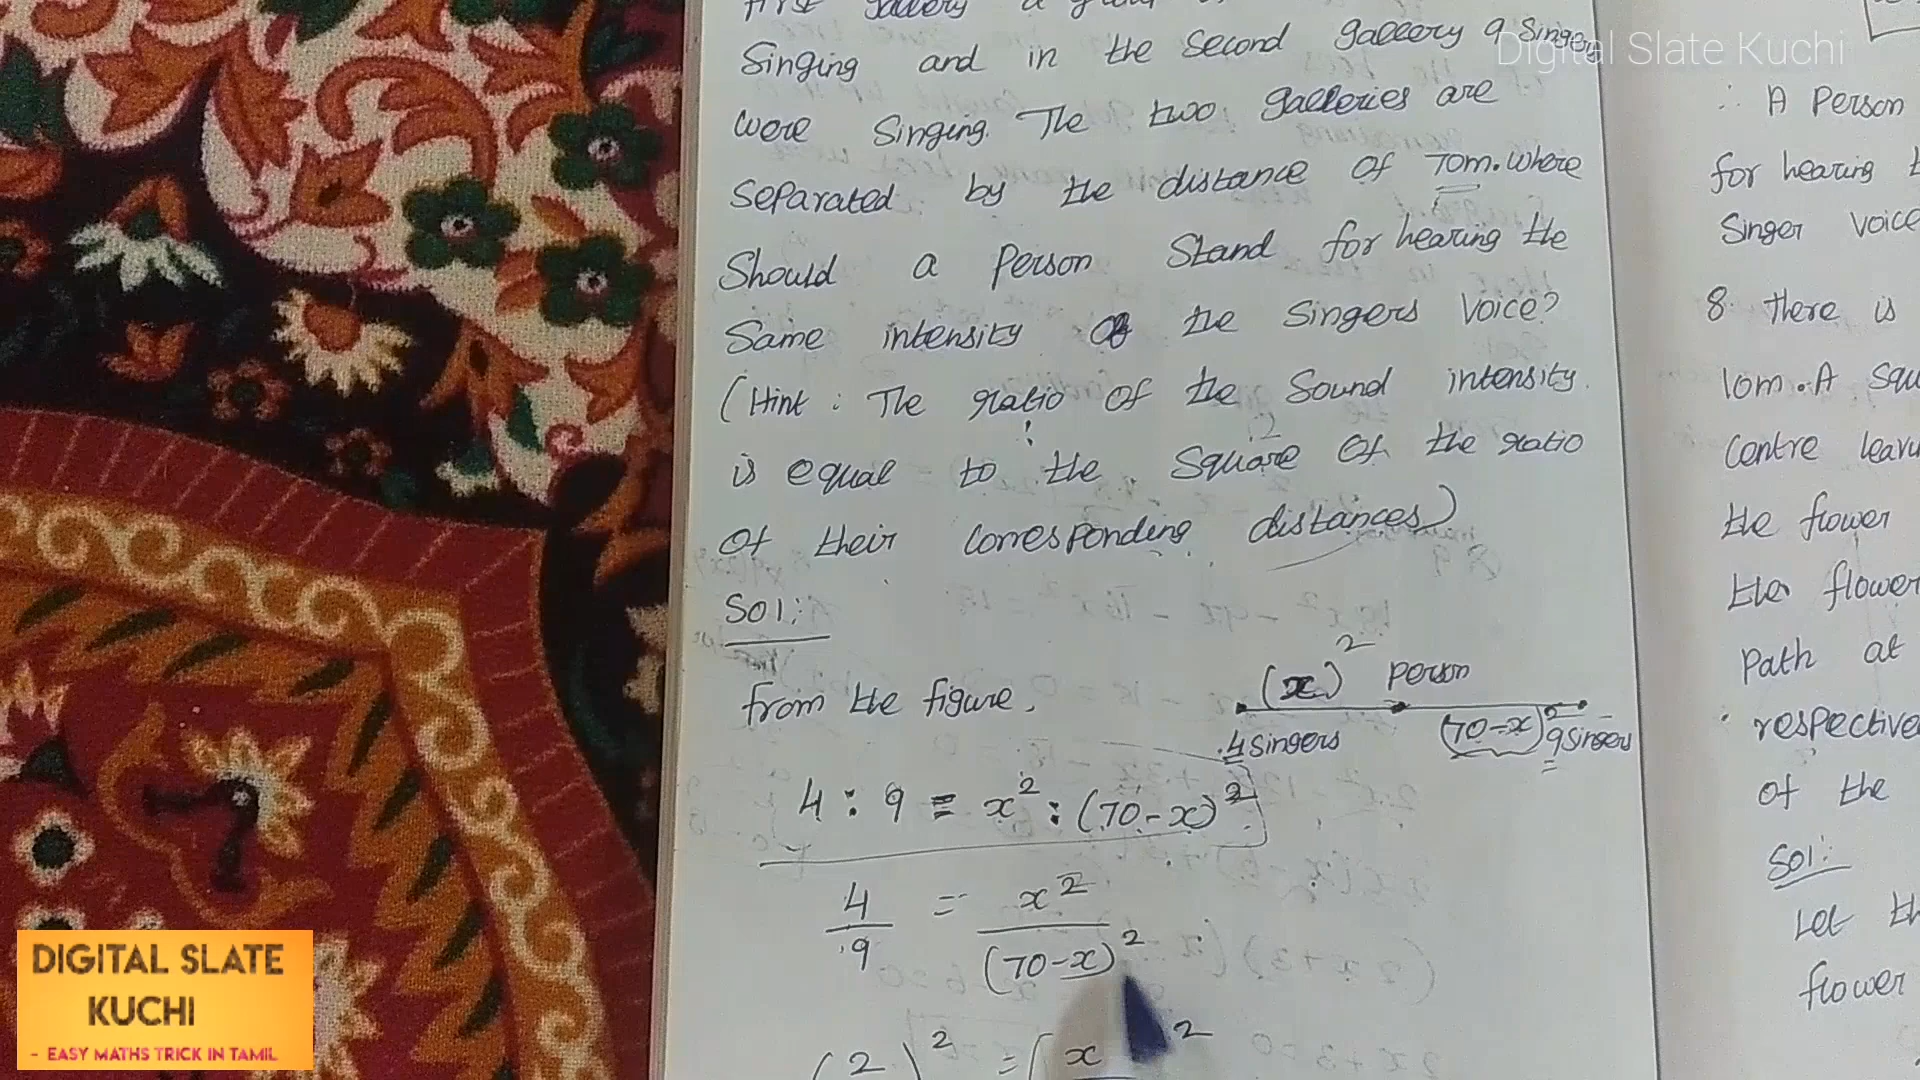 first gallery a
Singing and in the Second gallery 9 Singers
were Singing. The two galleries are
Separated by the distance of 70m. Where
Should a Person Stand for hearing the
Same intensity of the Singers Voice?
(Hint : The ratio of the Sound intensity
is equal to the Square of the ratio
of their corresponding distances)
Sol:
from the figure,
(x)² Person
4 Singers (70-x)² 9 Singers
4 : 9 = x² : (70-x)²
4/9 = x²/(70-x)²
(2)² = (x ²
∴ A Person
for hearing
Singer Voice
8. there is
10m. A
Centre
the flower
the flower
Path at
of the
Sol:
Let
flower
Digital Slate Kuchi
DIGITAL SLATE
KUCHI
- EASY MATHS TRICK IN TAMIL